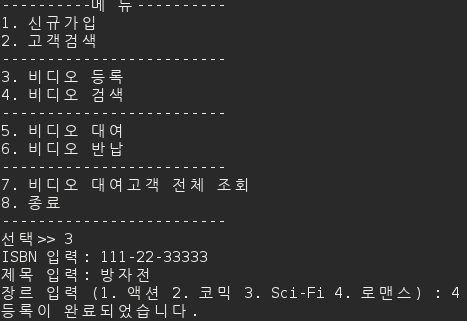 ----------메 뉴----------
1. 신규가입
2. 고객검색
-------------------------
3. 비디오 등록
4. 비디오 검색
-------------------------
5. 비디오 대여
6. 비디오 반납
-------------------------
7. 비디오 대여고객 전체 조회
8. 종료
-------------------------
선택>> 3
ISBN 입력: 111-22-33333
제목 입력: 방자전
장르 입력 (1. 액션 2. 코믹 3. Sci-Fi 4. 로맨스) : 4
등록이 완료되었습니다.